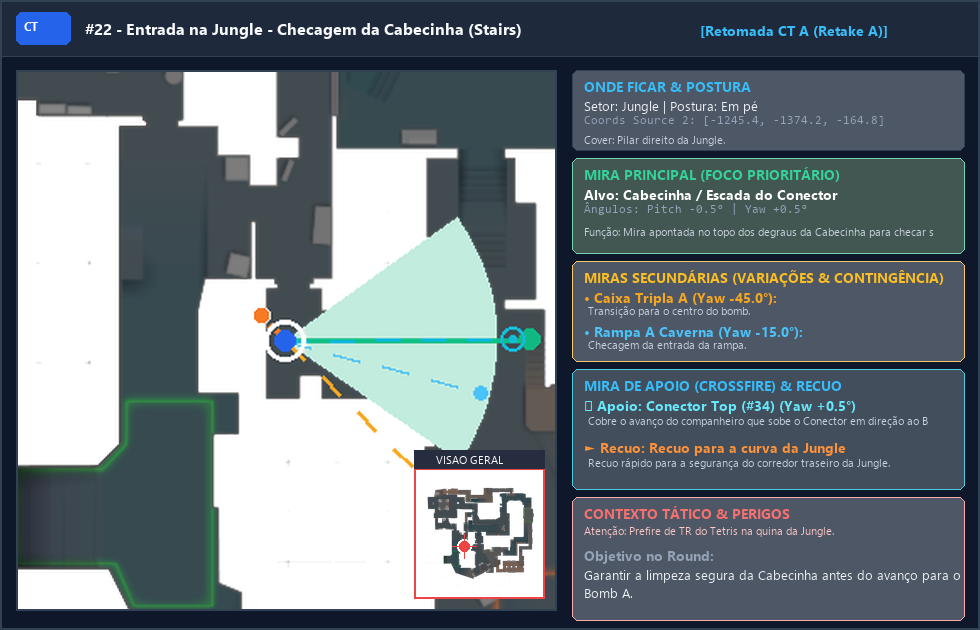 CT
#22 - Entrada na Jungle - Checagem da Cabecinha (Stairs)
[Retomada CT A (Retake A)]
ONDE FICAR & POSTURA
Setor: Jungle | Postura: Em pé
Coords Source 2: [-1245.4, -1374.2, -164.8]
Cover: Pilar direito da Jungle.
MIRA PRINCIPAL (FOCO PRIORITÁRIO)
Alvo: Cabecinha / Escada do Conector
Ângulos: Pitch -0.5° | Yaw +0.5°
Função: Mira apontada no topo dos degraus da Cabecinha para checar s
MIRAS SECUNDÁRIAS (VARIAÇÕES & CONTINGÊNCIA)
• Caixa Tripla A (Yaw -45.0°):
Transição para o centro do bomb.
• Rampa A Caverna (Yaw -15.0°):
Checagem da entrada da rampa.
MIRA DE APOIO (CROSSFIRE) & RECUO
Apoio: Conector Top (#34) (Yaw +0.5°)
Cobre o avanço do companheiro que sobe o Conector em direção ao B
► Recuo: Recuo para a curva da Jungle
Recuo rápido para a segurança do corredor traseiro da Jungle.
CONTEXTO TÁTICO & PERIGOS
Atenção: Prefire de TR do Tetris na quina da Jungle.
Objetivo no Round:
Garantir a limpeza segura da Cabecinha antes do avanço para o
Bomb A.
VISAO GERAL